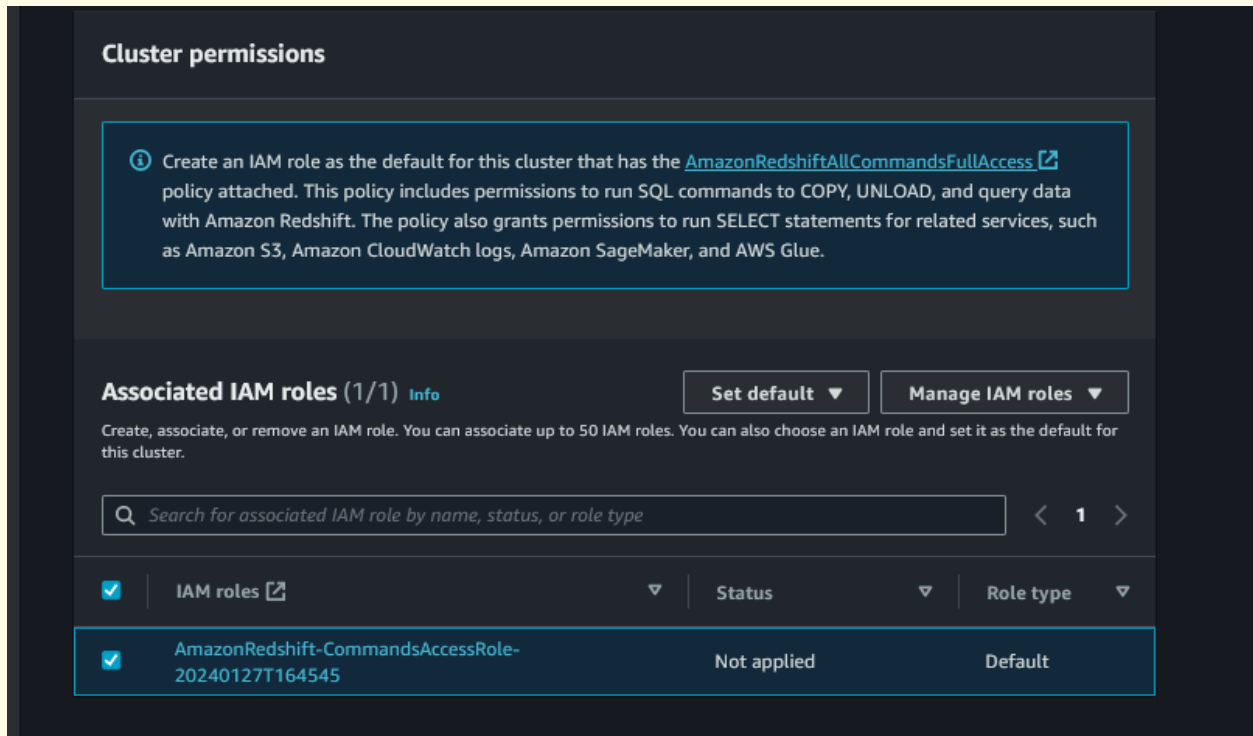 Cluster permissions
Create an IAM role as the default for this cluster that has the AmazonRedshiftAllCommandsFullAccess
policy attached. This policy includes permissions to run SQL commands to COPY, UNLOAD, and query data
with Amazon Redshift. The policy also grants permissions to run SELECT statements for related services, such
as Amazon S3, Amazon CloudWatch logs, Amazon SageMaker, and AWS Glue.
Associated IAM roles (1/1) Info
Set default
Manage IAM roles
Create, associate, or remove an IAM role. You can associate up to 50 IAM roles. You can also choose an IAM role and set it as the default for
this cluster.
Search for associated IAM role by name, status, or role type
1
IAM roles
Status
Role type
AmazonRedshift-CommandsAccessRole-
20240127T164545
Not applied
Default